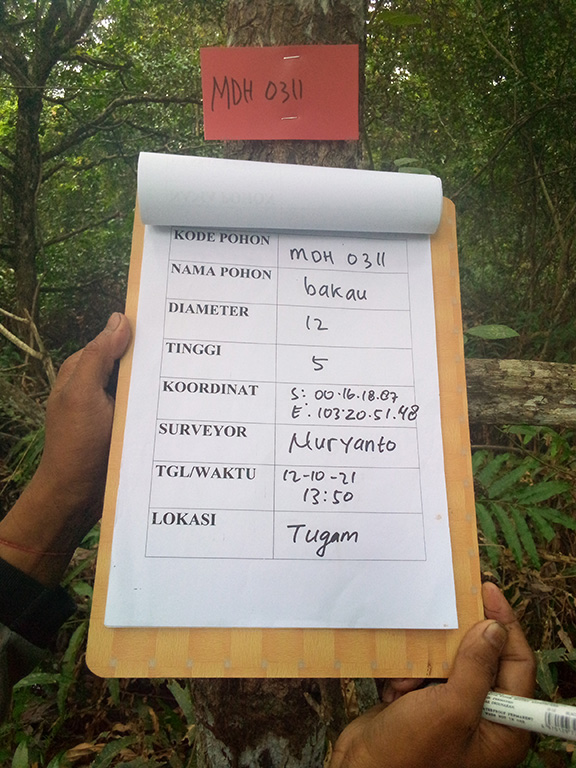 MDH 0311
KODE POHON MDH 0311
NAMA POHON bakau
DIAMETER 12
TINGGI 5
KOORDINAT S: 00.16.18.87
E: 103.20.51.48
SURVEYOR Nuryanto
TGL/WAKTU 12-10-21
13:50
LOKASI Tugam